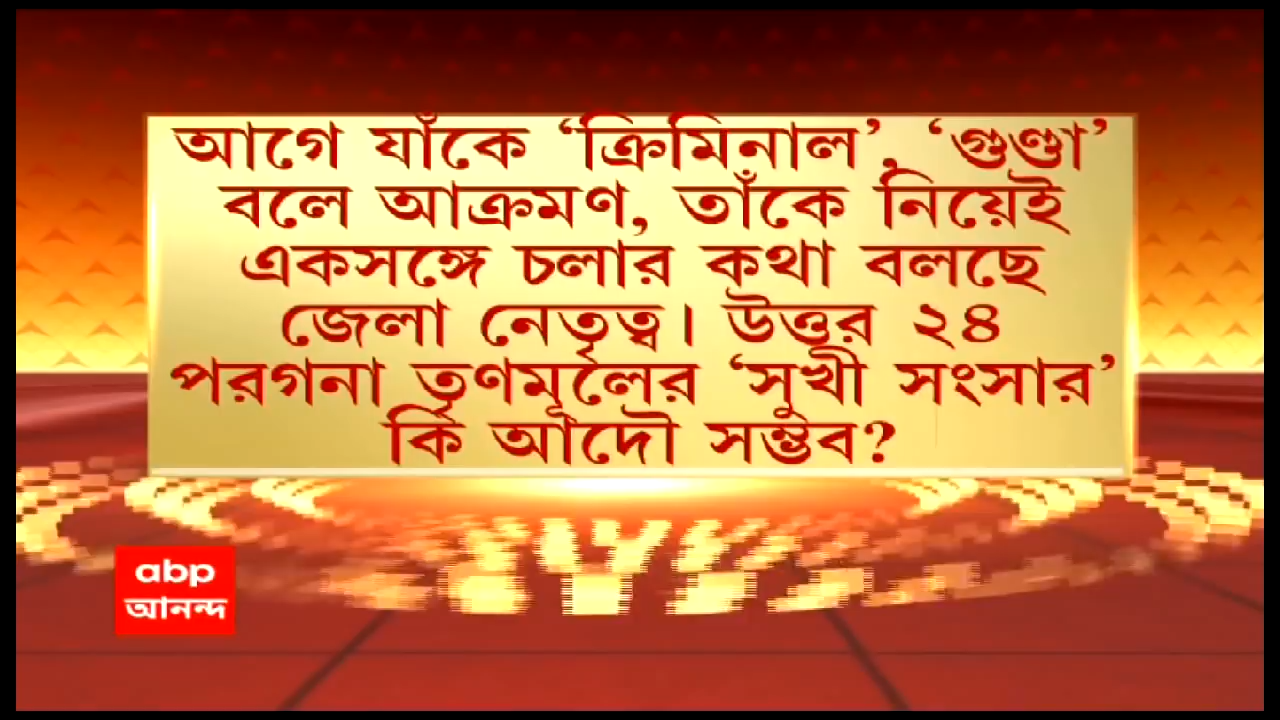 আগে যাঁকে ‘ক্রিমিনাল’, ‘গুণ্ডা’
বলে আক্রমণ, তাঁকে নিয়েই
একসঙ্গে চলার কথা বলছে
জেলা নেতৃত্ব। উত্তর ২৪
পরগনা তৃণমূলের ‘সুখী সংসার’
কি আদৌ সম্ভব?
abp
আনন্দ